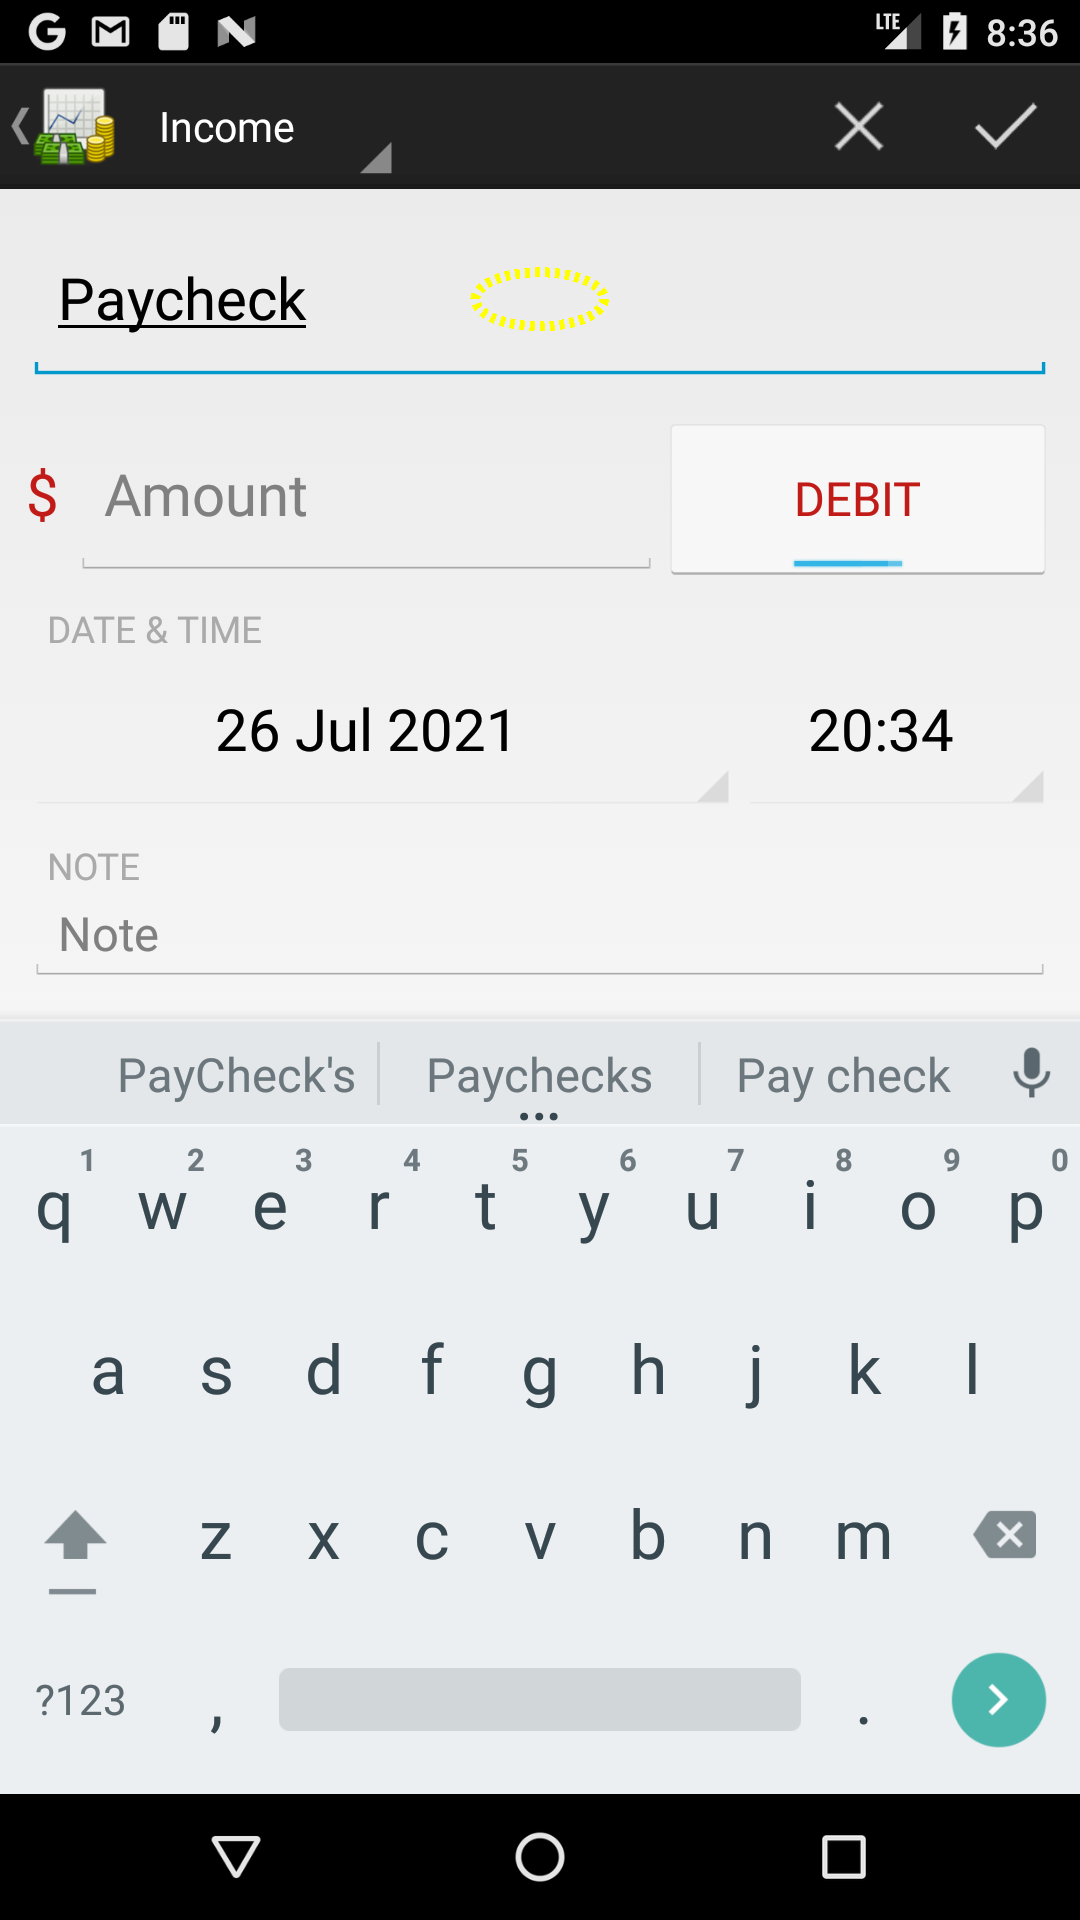 LTE 8:36
Income
Paycheck
$ Amount DEBIT
DATE & TIME
26 Jul 2021 20:34
NOTE
Note
PayCheck's Paychecks Pay check
1 2 3 4 5 6 7 8 9 0
q w e r t y u i o p
a s d f g h j k l
z x c v b n m
?123 , .